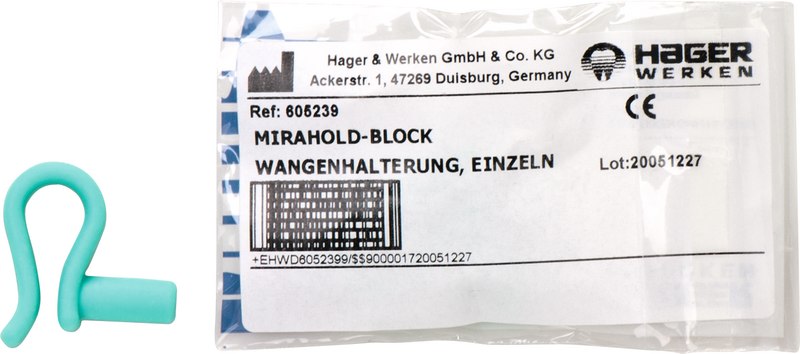 Hager & Werken GmbH & Co. KG
Ackerstr. 1, 47269 Duisburg, Germany
HAGER
WERKEN
Ref: 605239
CE
MIRAHOLD-BLOCK
WANGENHALTERUNG, EINZELN
Lot:20051227
+EHWD6052399/$$900001720051227